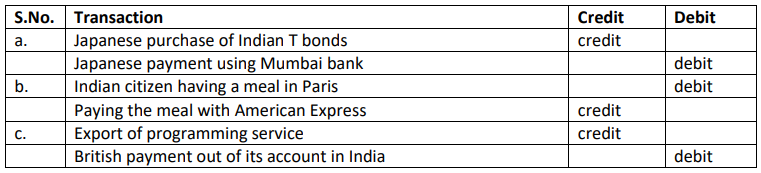 S.No. Transaction Credit Debit
a. Japanese purchase of Indian T bonds credit
Japanese payment using Mumbai bank debit
b. Indian citizen having a meal in Paris debit
Paying the meal with American Express credit
c. Export of programming service credit
British payment out of its account in India debit